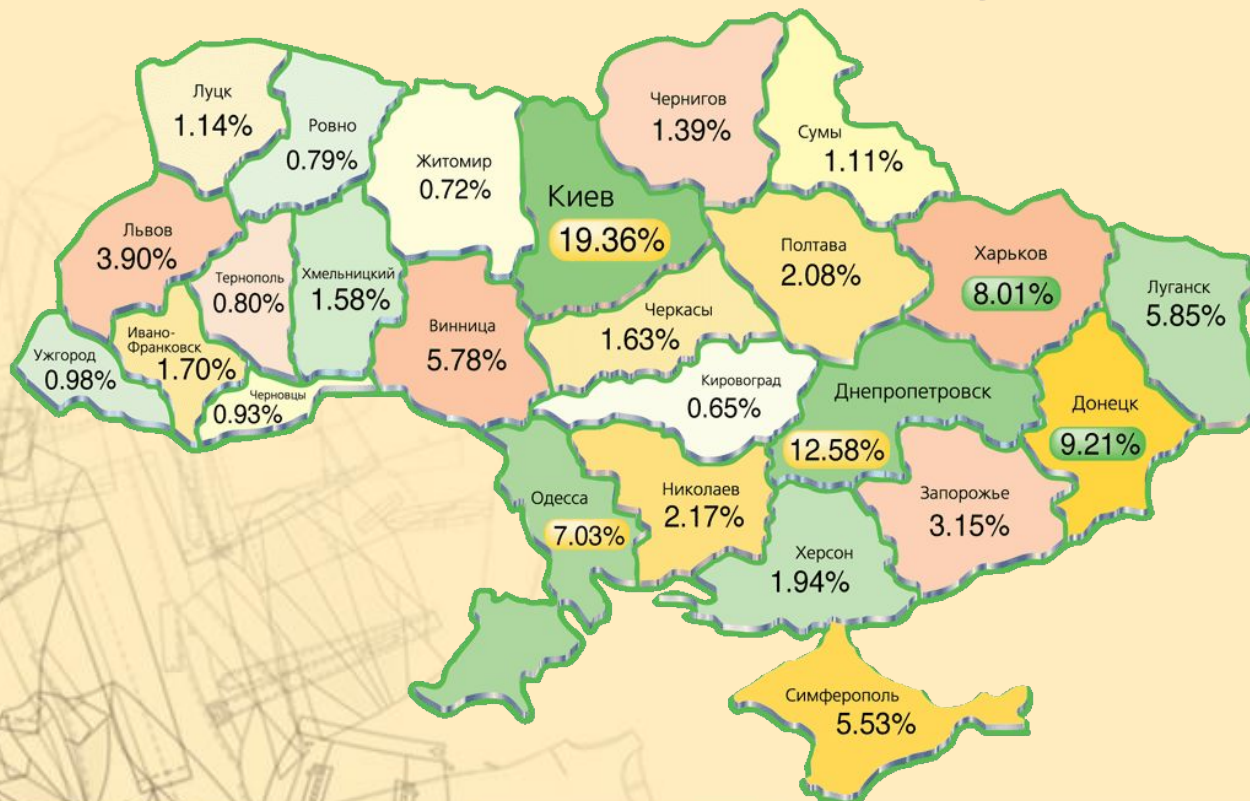 Луцк
1.14%
Ровно
0.79%
Житомир
0.72%
Киев
19.36%
Чернигов
1.39%
Сумы
1.11%
Львов
3.90%
Тернополь
0.80%
Хмельницкий
1.58%
Винница
5.78%
Черкасы
1.63%
Полтава
2.08%
Харьков
8.01%
Луганск
5.85%
Ужгород
0.98%
Ивано-
Франковск
1.70%
Черновцы
0.93%
Кировоград
0.65%
Днепропетровск
12.58%
Донецк
9.21%
Одесса
7.03%
Николаев
2.17%
Херсон
1.94%
Запорожье
3.15%
Симферополь
5.53%